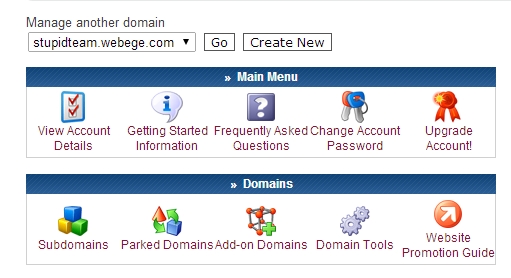 Manage another domain
stupidteam.webege.com Go Create New
» Main Menu
View Account Getting Started Frequently Asked Change Account Upgrade
Details Information Questions Password Account!
» Domains
Subdomains Parked Domains Add-on Domains Domain Tools Website
Promotion Guide